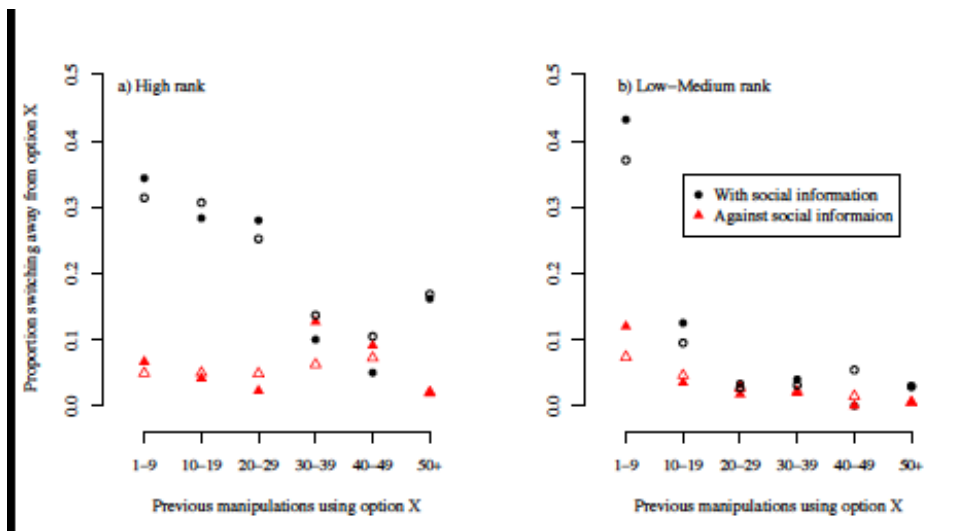 a) High rank
Proportion switching away from option X
0.5
0.4
0.3
0.2
0.1
0.0
1–9 10–19 20–29 30–39 40–49 50+
Previous manipulations using option X
b) Low–Medium rank
With social information
Against social informaion
0.5
0.4
0.3
0.2
0.1
0.0
1–9 10–19 20–29 30–39 40–49 50+
Previous manipulations using option X